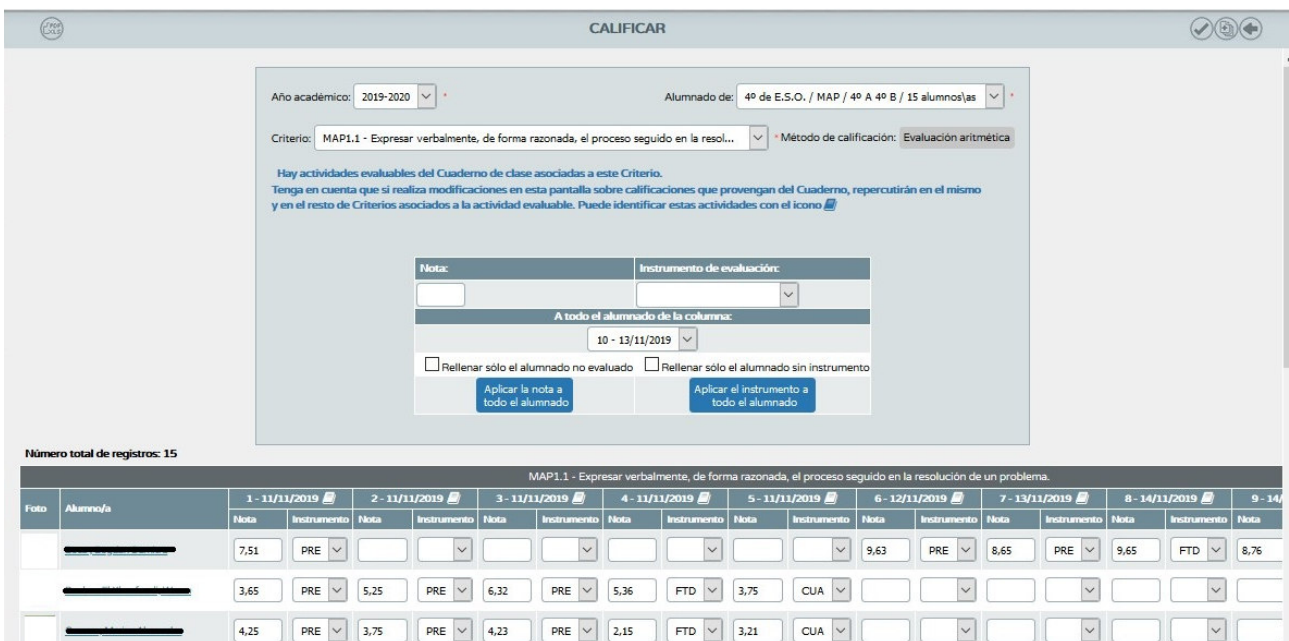 PDF
XLS
CALIFICAR
Año académico: 2019-2020 * Alumnado de: 4º de E.S.O. / MAP / 4º A 4º B / 15 alumnos\as *
Criterio: MAP1.1 - Expresar verbalmente, de forma razonada, el proceso seguido en la resol... * Método de calificación: Evaluación aritmética
Hay actividades evaluables del Cuaderno de clase asociadas a este Criterio.
Tenga en cuenta que si realiza modificaciones en esta pantalla sobre calificaciones que provengan del Cuaderno, repercutirán en el mismo
y en el resto de Criterios asociados a la actividad evaluable. Puede identificar estas actividades con el icono
Nota: Instrumento de evaluación:
A todo el alumnado de la columna:
10 - 13/11/2019
Rellenar sólo el alumnado no evaluado Rellenar sólo el alumnado sin instrumento
Aplicar la nota a Aplicar el instrumento a
todo el alumnado todo el alumnado
Número total de registros: 15
MAP1.1 - Expresar verbalmente, de forma razonada, el proceso seguido en la resolución de un problema.
Foto Alumno/a 1 - 11/11/2019 2 - 11/11/2019 3 - 11/11/2019 4 - 11/11/2019 5 - 11/11/2019 6 - 12/11/2019 7 - 13/11/2019 8 - 14/11/2019 9 - 14/
Nota Instrumento Nota Instrumento Nota Instrumento Nota Instrumento Nota Instrumento Nota Instrumento Nota Instrumento Nota Instrumento Nota
7,51 PRE 9,63 PRE 8,65 PRE 9,65 FTD 8,76
3,65 PRE 5,25 PRE 6,32 PRE 5,36 FTD 3,75 CUA
4,25 PRE 3,75 PRE 4,23 PRE 2,15 FTD 3,21 CUA